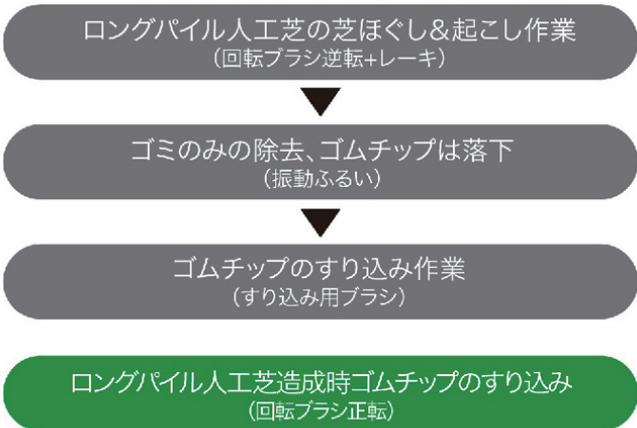 ロングパイル人工芝の芝ほぐし&起こし作業
(回転ブラシ逆転+レーキ)
ゴミのみの除去、ゴムチップは落下
(振動ふるい)
ゴムチップのすり込み作業
(すり込み用ブラシ)
ロングパイル人工芝造成時ゴムチップのすり込み
(回転ブラシ正転)